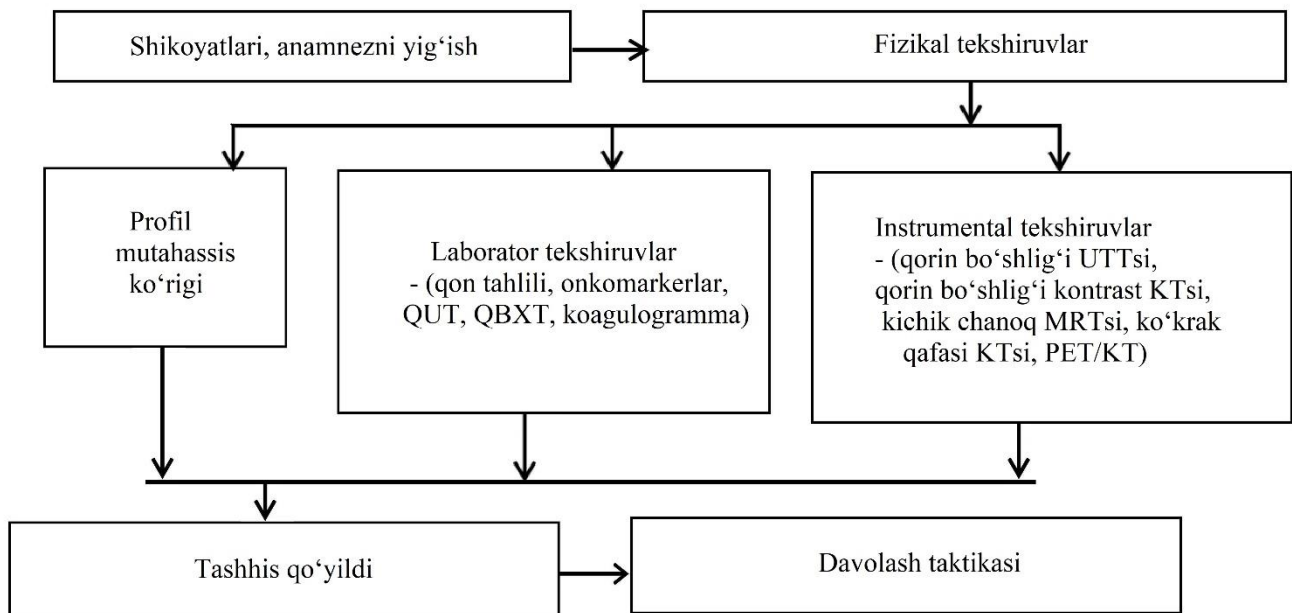 Shikoyatlari, anamnezni yig‘ish
Fizikal tekshiruvlar
Profil
mutahassis
ko‘rigi
Laborator tekshiruvlar
- (qon tahlili, onkomarkerlar,
QUT, QBXT, koagulogramma)
Instrumental tekshiruvlar
- (qorin bo‘shlig‘i UTTsi,
qorin bo‘shlig‘i kontrast KTsi,
kichik chanoq MRTsi, ko‘krak
qafasi KTsi, PET/KT)
Tashhis qo‘yildi
Davolash taktikasi